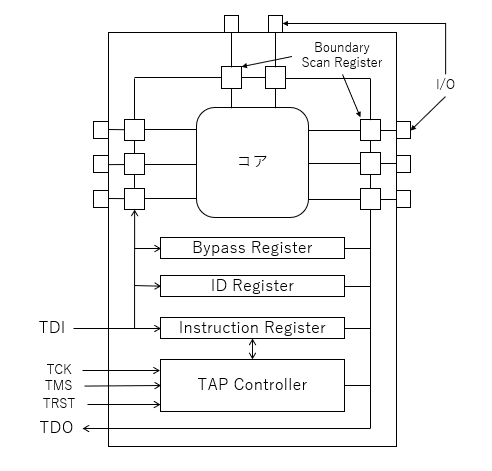 Boundary
Scan Register
I/O
コア
Bypass Register
ID Register
TDI
Instruction Register
TCK
TMS
TRST
TAP Controller
TDO